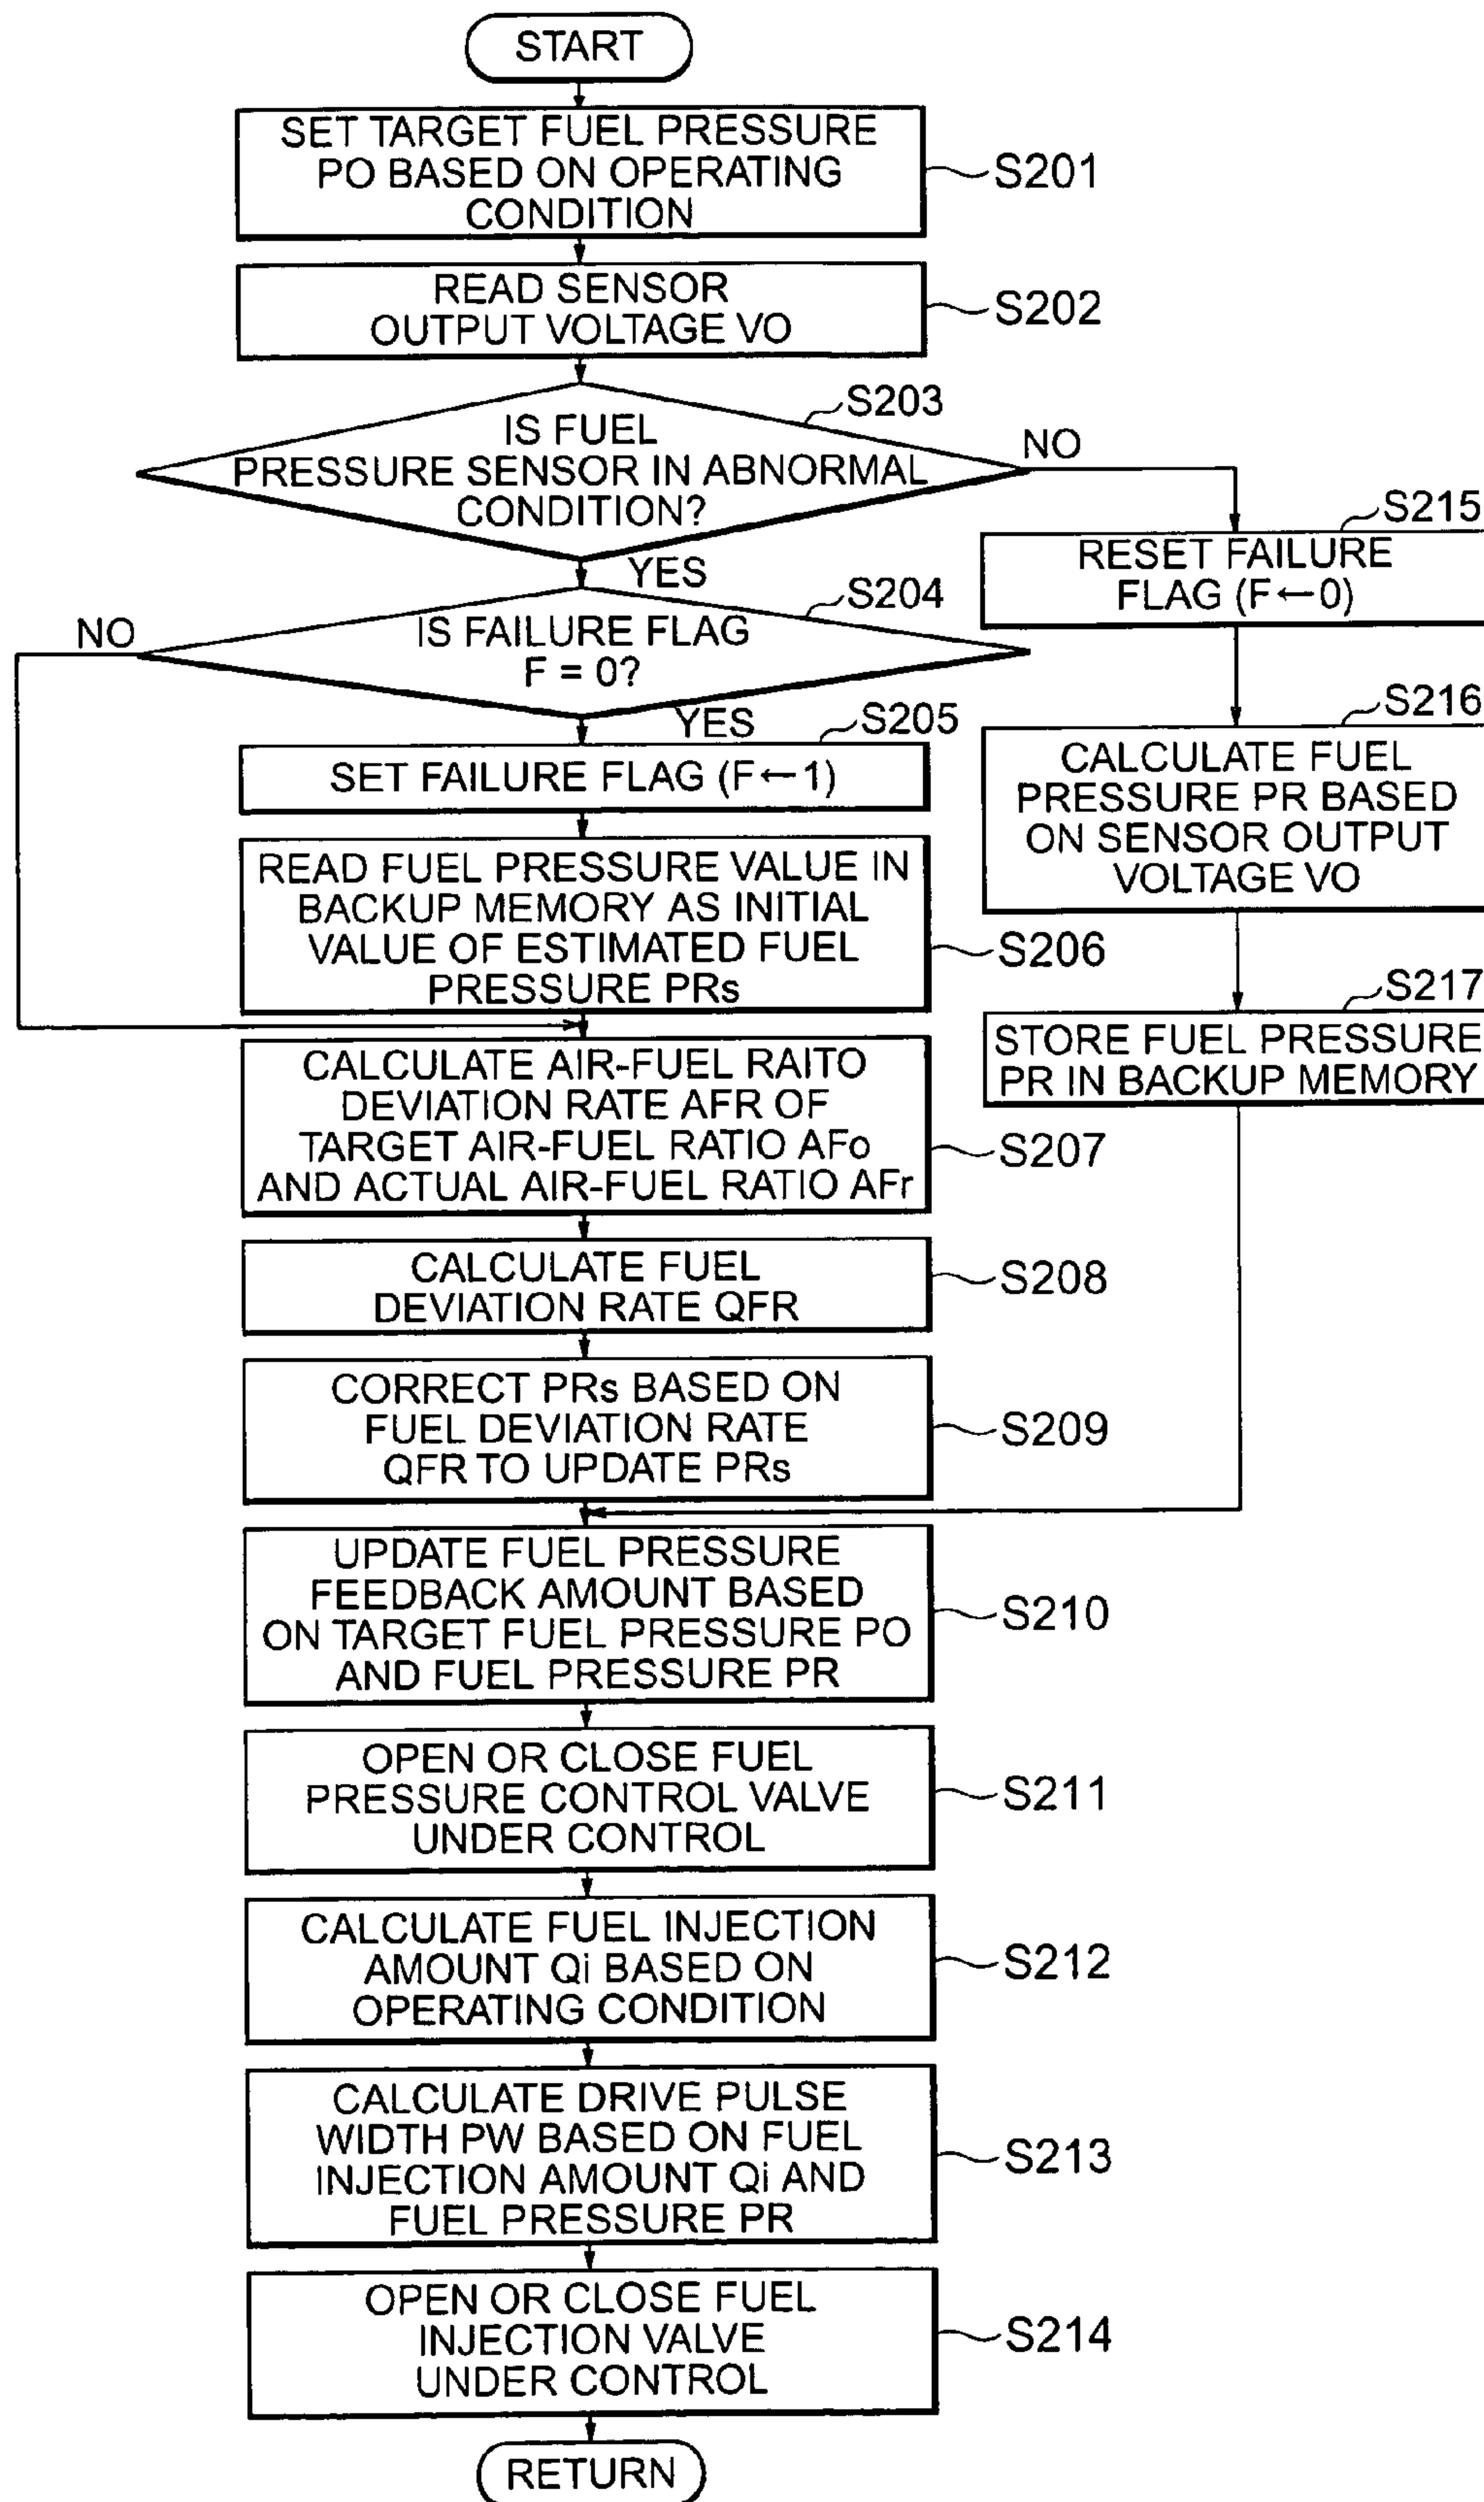 START
SET TARGET FUEL PRESSURE
PO BASED ON OPERATING
CONDITION
S201
READ SENSOR
OUTPUT VOLTAGE VO
S202
S203
IS FUEL
PRESSURE SENSOR IN ABNORMAL
CONDITION?
NO
YES
S215
RESET FAILURE
FLAG (F←0)
S204
IS FAILURE FLAG
F = 0?
NO
YES
S205
SET FAILURE FLAG (F←1)
S216
CALCULATE FUEL
PRESSURE PR BASED
ON SENSOR OUTPUT
VOLTAGE VO
READ FUEL PRESSURE VALUE IN
BACKUP MEMORY AS INITIAL
VALUE OF ESTIMATED FUEL
PRESSURE PRs
S206
S217
STORE FUEL PRESSURE
PR IN BACKUP MEMORY
CALCULATE AIR-FUEL RAITO
DEVIATION RATE AFR OF
TARGET AIR-FUEL RATIO AFo
AND ACTUAL AIR-FUEL RATIO AFr
S207
CALCULATE FUEL
DEVIATION RATE QFR
S208
CORRECT PRs BASED ON
FUEL DEVIATION RATE
QFR TO UPDATE PRs
S209
UPDATE FUEL PRESSURE
FEEDBACK AMOUNT BASED
ON TARGET FUEL PRESSURE PO
AND FUEL PRESSURE PR
S210
OPEN OR CLOSE FUEL
PRESSURE CONTROL VALVE
UNDER CONTROL
S211
CALCULATE FUEL INJECTION
AMOUNT Qi BASED ON
OPERATING CONDITION
S212
CALCULATE DRIVE PULSE
WIDTH PW BASED ON FUEL
INJECTION AMOUNT Qi AND
FUEL PRESSURE PR
S213
OPEN OR CLOSE FUEL
INJECTION VALVE
UNDER CONTROL
S214
RETURN